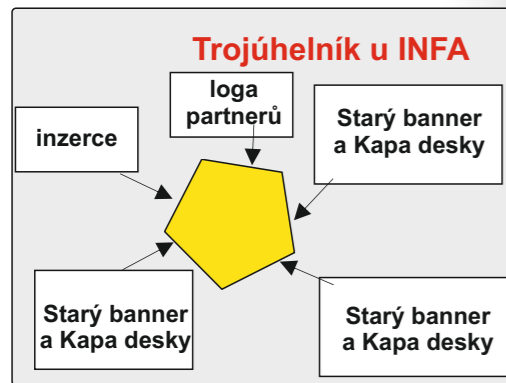 Trojúhelník u INFA
loga
partnerů
inzerce
Starý banner
a Kapa desky
Starý banner
a Kapa desky
Starý banner
a Kapa desky